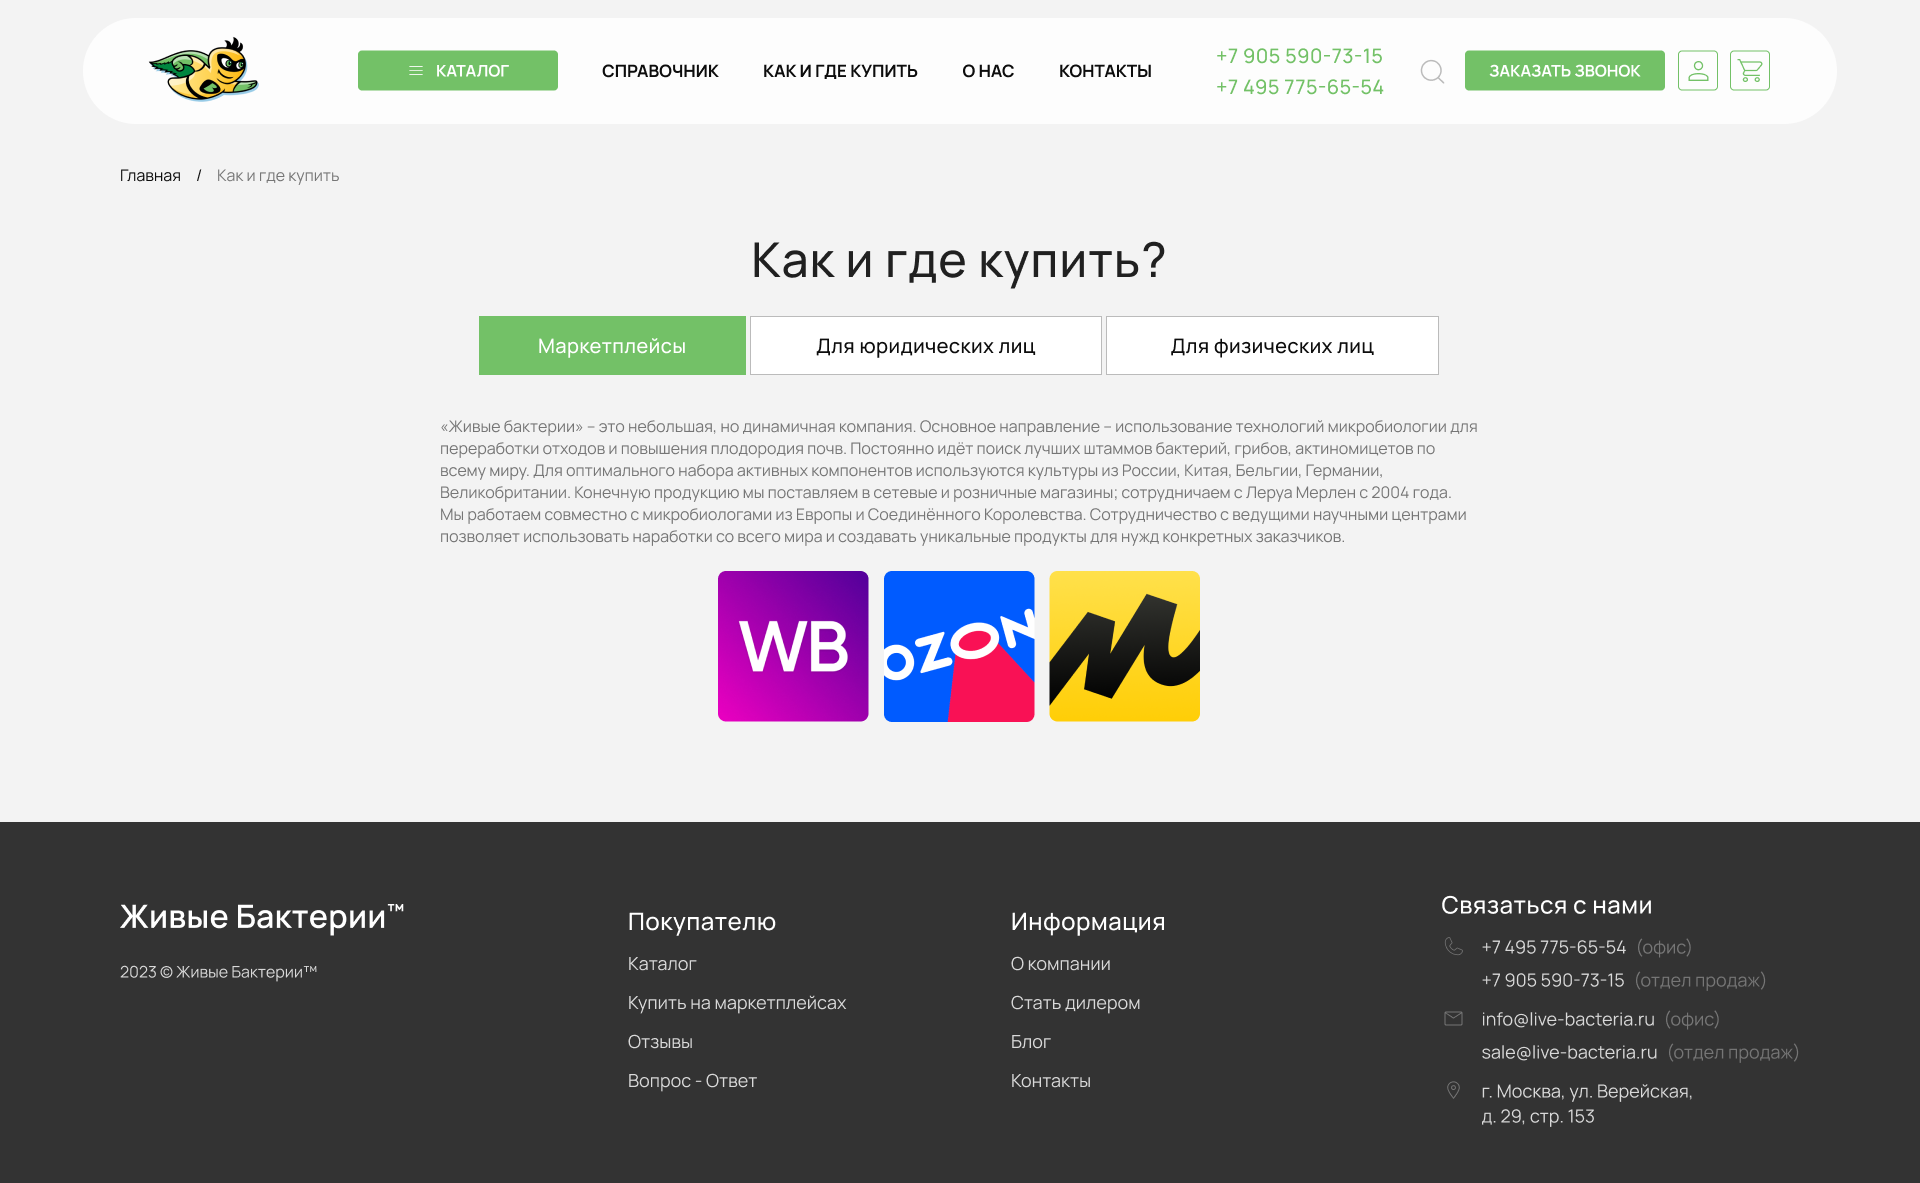 КАТАЛОГ
СПРАВОЧНИК
КАК И ГДЕ КУПИТЬ
О НАС
КОНТАКТЫ
+7 905 590-73-15
+7 495 775-65-54
ЗАКАЗАТЬ ЗВОНОК
Главная / Как и где купить
Как и где купить?
Маркетплейсы
Для юридических лиц
Для физических лиц
«Живые бактерии» – это небольшая, но динамичная компания. Основное направление – использование технологий микробиологии для
переработки отходов и повышения плодородия почв. Постоянно идёт поиск лучших штаммов бактерий, грибов, актиномицетов по
всему миру. Для оптимального набора активных компонентов используются культуры из России, Китая, Бельгии, Германии,
Великобритании. Конечную продукцию мы поставляем в сетевые и розничные магазины; сотрудничаем с Леруа Мерлен с 2004 года.
Мы работаем совместно с микробиологами из Европы и Соединённого Королевства. Сотрудничество с ведущими научными центрами
позволяет использовать наработки со всего мира и создавать уникальные продукты для нужд конкретных заказчиков.
WB
OZON
м
Живые Бактерии™
2023 © Живые Бактерии™
Покупателю
Каталог
Купить на маркетплейсах
Отзывы
Вопрос - Ответ
Информация
О компании
Стать дилером
Блог
Контакты
Связаться с нами
+7 495 775-65-54 (офис)
+7 905 590-73-15 (отдел продаж)
info@live-bacteria.ru (офис)
sale@live-bacteria.ru (отдел продаж)
г. Москва, ул. Верейская,
д. 29, стр. 153